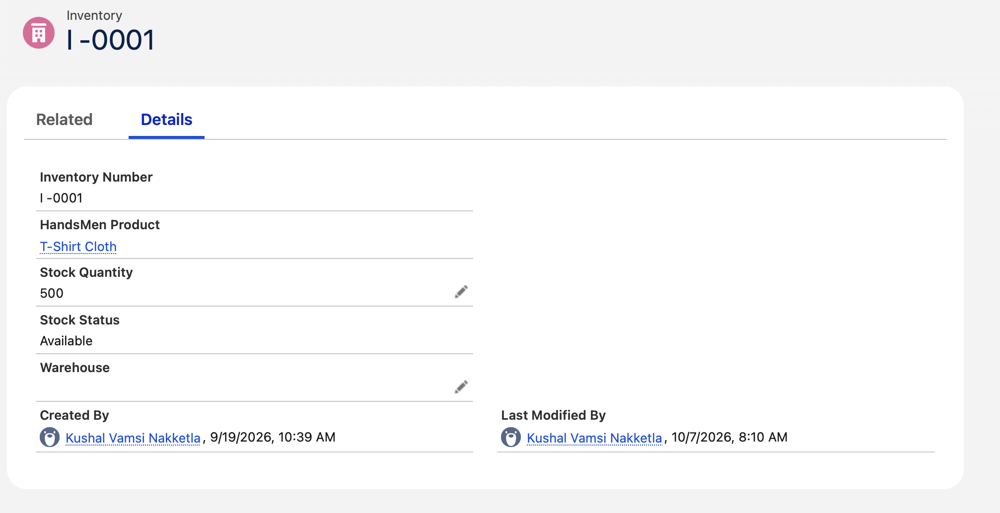 Inventory
I -0001
Related
Details
Inventory Number
I -0001
HandsMen Product
T-Shirt Cloth
Stock Quantity
500
Stock Status
Available
Warehouse
Created By
Kushal Vamsi Nakketla , 9/19/2026, 10:39 AM
Last Modified By
Kushal Vamsi Nakketla , 10/7/2026, 8:10 AM